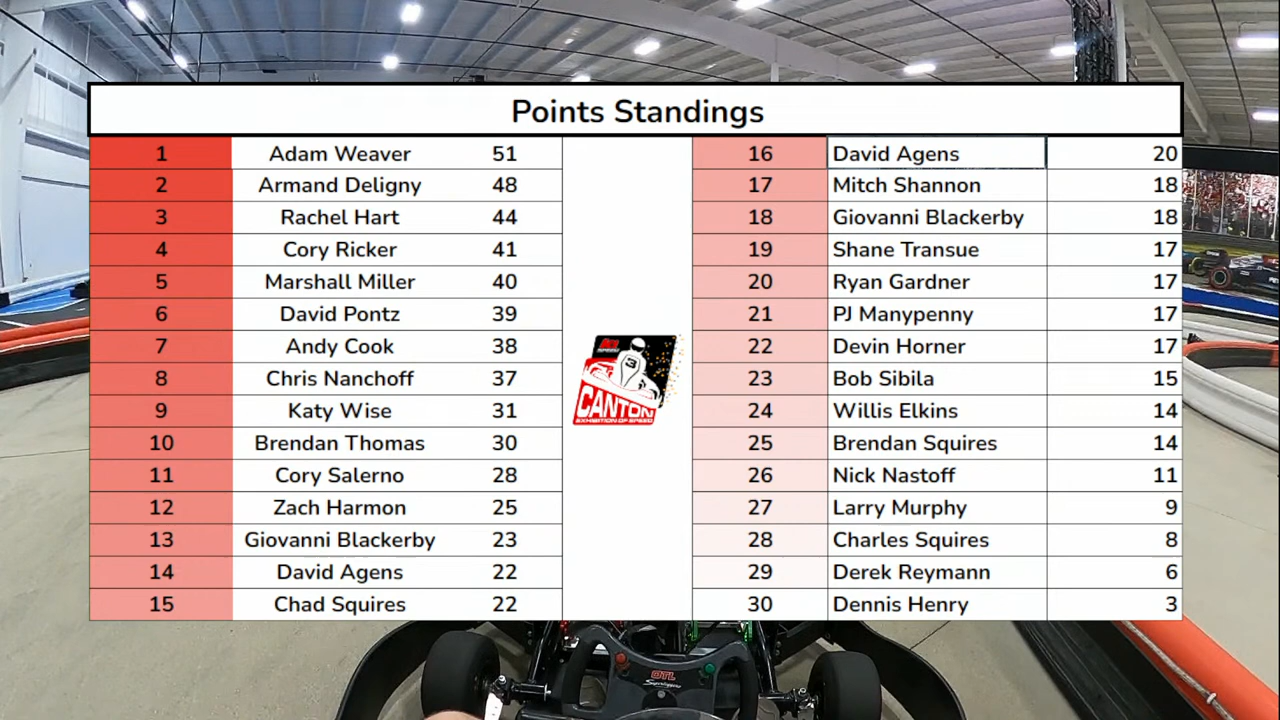 Points Standings
1 Adam Weaver 51
2 Armand Deligny 48
3 Rachel Hart 44
4 Cory Ricker 41
5 Marshall Miller 40
6 David Pontz 39
7 Andy Cook 38
8 Chris Nanchoff 37
9 Katy Wise 31
10 Brendan Thomas 30
11 Cory Salerno 28
12 Zach Harmon 25
13 Giovanni Blackerby 23
14 David Agens 22
15 Chad Squires 22
3
CANTON
EXHIBITION OF SPEED
16 David Agens 20
17 Mitch Shannon 18
18 Giovanni Blackerby 18
19 Shane Transue 17
20 Ryan Gardner 17
21 PJ Manypenny 17
22 Devin Horner 17
23 Bob Sibila 15
24 Willis Elkins 14
25 Brendan Squires 14
26 Nick Nastoff 11
27 Larry Murphy 9
28 Charles Squires 8
29 Derek Reymann 6
30 Dennis Henry 3
OTL